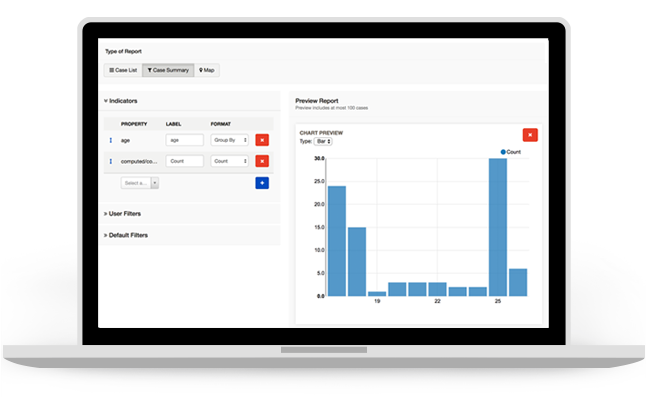 Type of Report
Case List Case Summary Map
Indicators
PROPERTY LABEL FORMAT
age age Group By
computed/co... Count Count
Select a...
User Filters
Default Filters
Preview Report
Preview includes at most 100 cases
CHART PREVIEW
Type: Bar
Count
30.0
25.0
20.0
15.0
10.0
5.0
0.0
19 22 25